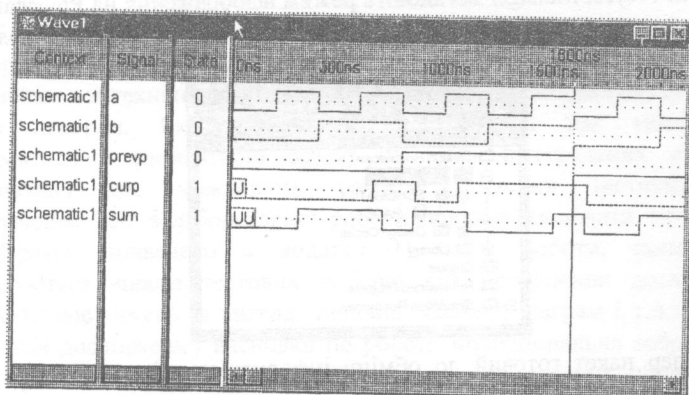 Wave1
1600ns
Context Signal State 0ns 500ns 1000ns 1500ns 2000ns
schematic1 a 0
schematic1 b 0
schematic1 prevp 0
schematic1 curp 1 U
schematic1 sum 1 UU